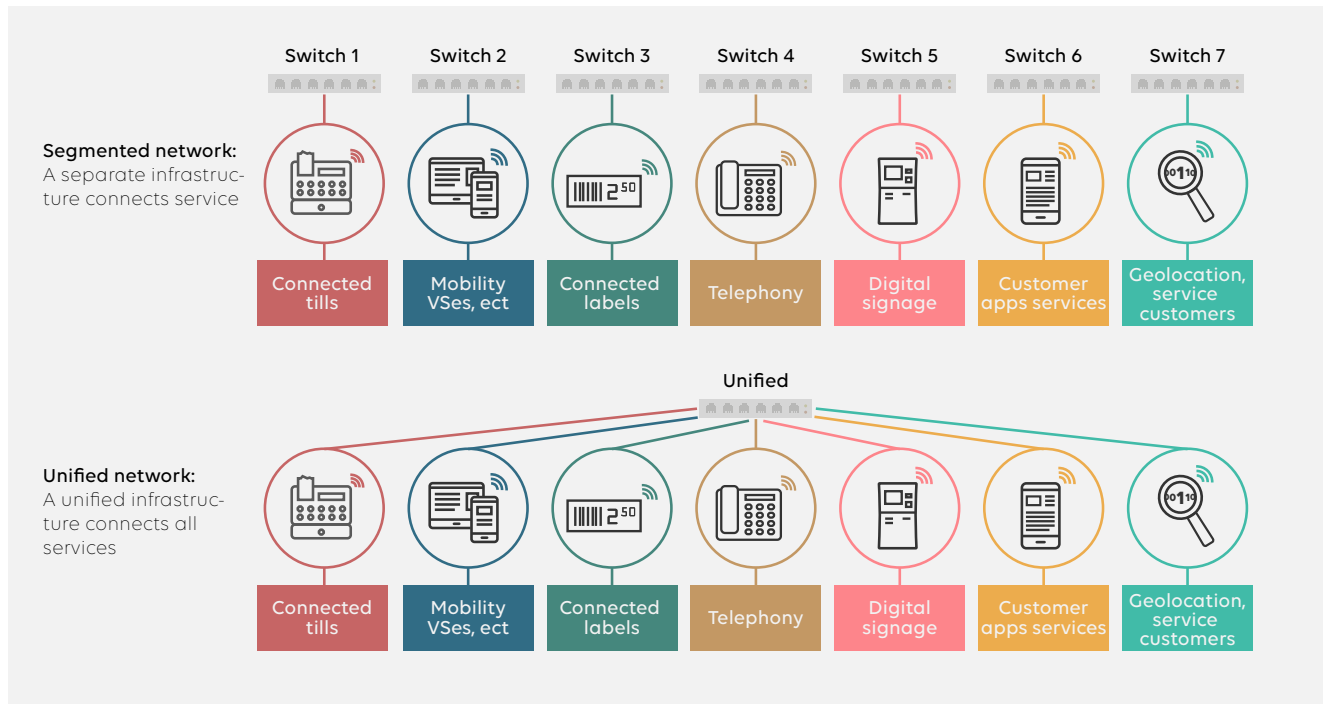 Switch 1
Switch 2
Switch 3
Switch 4
Switch 5
Switch 6
Switch 7
Segmented network:
A separate infrastruc-
ture connects service
2 50
00110
Connected
tills
Mobility
VSes, ect
Connected
labels
Telephony
Digital
signage
Customer
apps services
Geolocation,
service
customers
Unified
Unified network:
A unified infrastruc-
ture connects all
services
2 50
00110
Connected
tills
Mobility
VSes, ect
Connected
labels
Telephony
Digital
signage
Customer
apps services
Geolocation,
service
customers